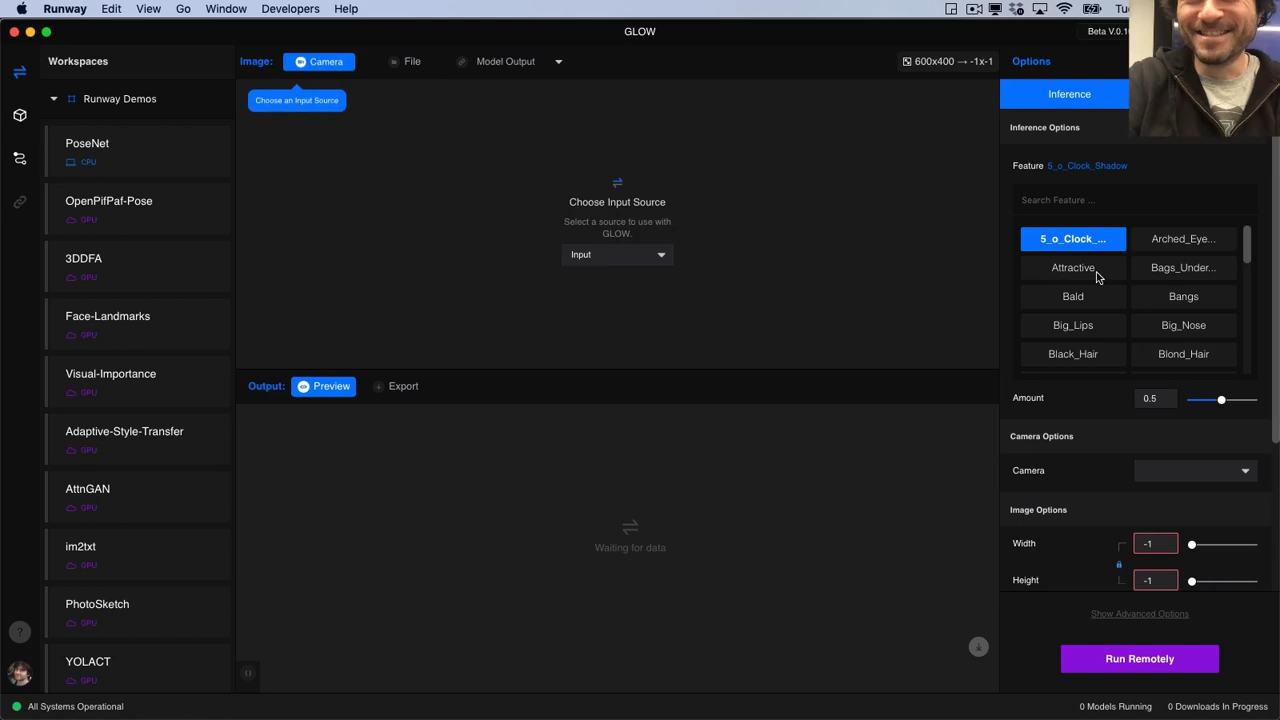 Runway Edit View Go Window Developers Help
GLOW
Workspaces
Image: Camera File Model Output
600x400 → -1x-1
Options
Choose an Input Source
Runway Demos
Inference
Inference Options
PoseNet
CPU
Feature 5_o_Clock_Shadow
OpenPifPaf-Pose
GPU
Search Feature ...
Choose Input Source
Select a source to use with
GLOW.
Input
5_o_Clock_... Arched_Eye...
Attractive Bags_Under...
Bald Bangs
Big_Lips Big_Nose
Black_Hair Blond_Hair
3DDFA
GPU
Face-Landmarks
GPU
Visual-Importance
GPU
Output: Preview Export
Amount 0.5
Adaptive-Style-Transfer
GPU
Camera Options
Camera
AttnGAN
GPU
Image Options
im2txt
GPU
Waiting for data
Width -1
Height -1
PhotoSketch
GPU
Show Advanced Options
YOLACT
GPU
Run Remotely
?
All Systems Operational
0 Models Running 0 Downloads In Progress